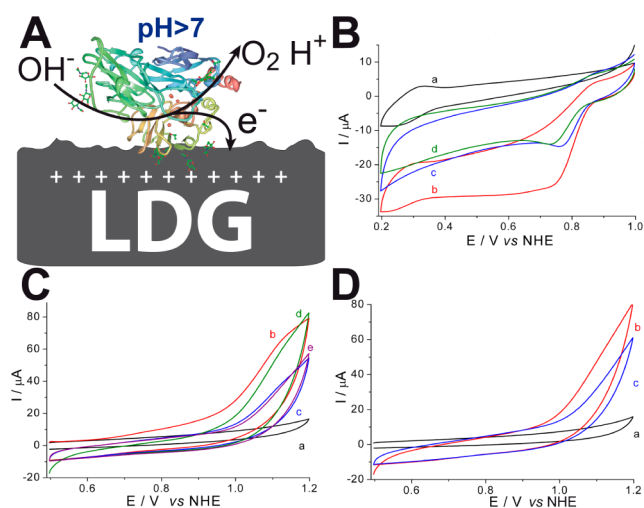 A
pH>7
OH⁻
O₂ H⁺
e⁻
+ + + + + + + + + + +
LDG
B
I / µA
10
0
-10
-20
-30
a
d
c
b
0.2 0.4 0.6 0.8 1.0
E / V vs NHE
C
I / µA
80
60
40
20
0
-20
b
d
e
c
a
0.6 0.8 1.0 1.2
E / V vs NHE
D
I / µA
80
60
40
20
0
-20
b
c
a
0.6 0.8 1.0 1.2
E / V vs NHE